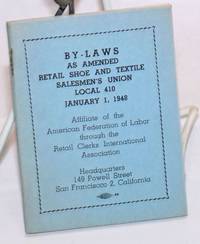 BY-LAWS
AS AMENDED
RETAIL SHOE AND TEXTILE
SALESMEN'S UNION
LOCAL 410
JANUARY 1, 1948
Affiliate of the
American Federation of Labor
through the
Retail Clerks International
Association
Headquarters
149 Powell Street
San Francisco 2, California